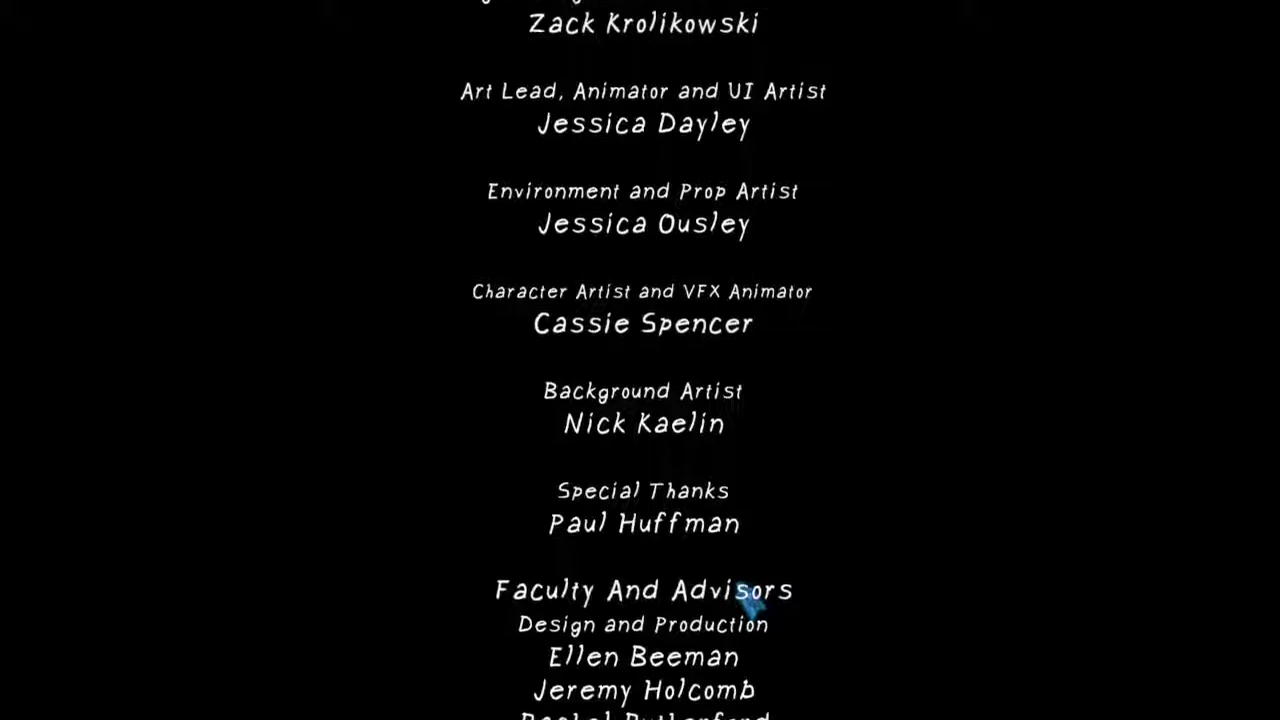 Zack Krolikowski
Art Lead, Animator and UI Artist
Jessica Dayley
Environment and Prop Artist
Jessica Ousley
Character Artist and VFX Animator
Cassie Spencer
Background Artist
Nick Kaelin
Special Thanks
Paul Huffman
Faculty And Advisors
Design and Production
Ellen Beeman
Jeremy Holcomb